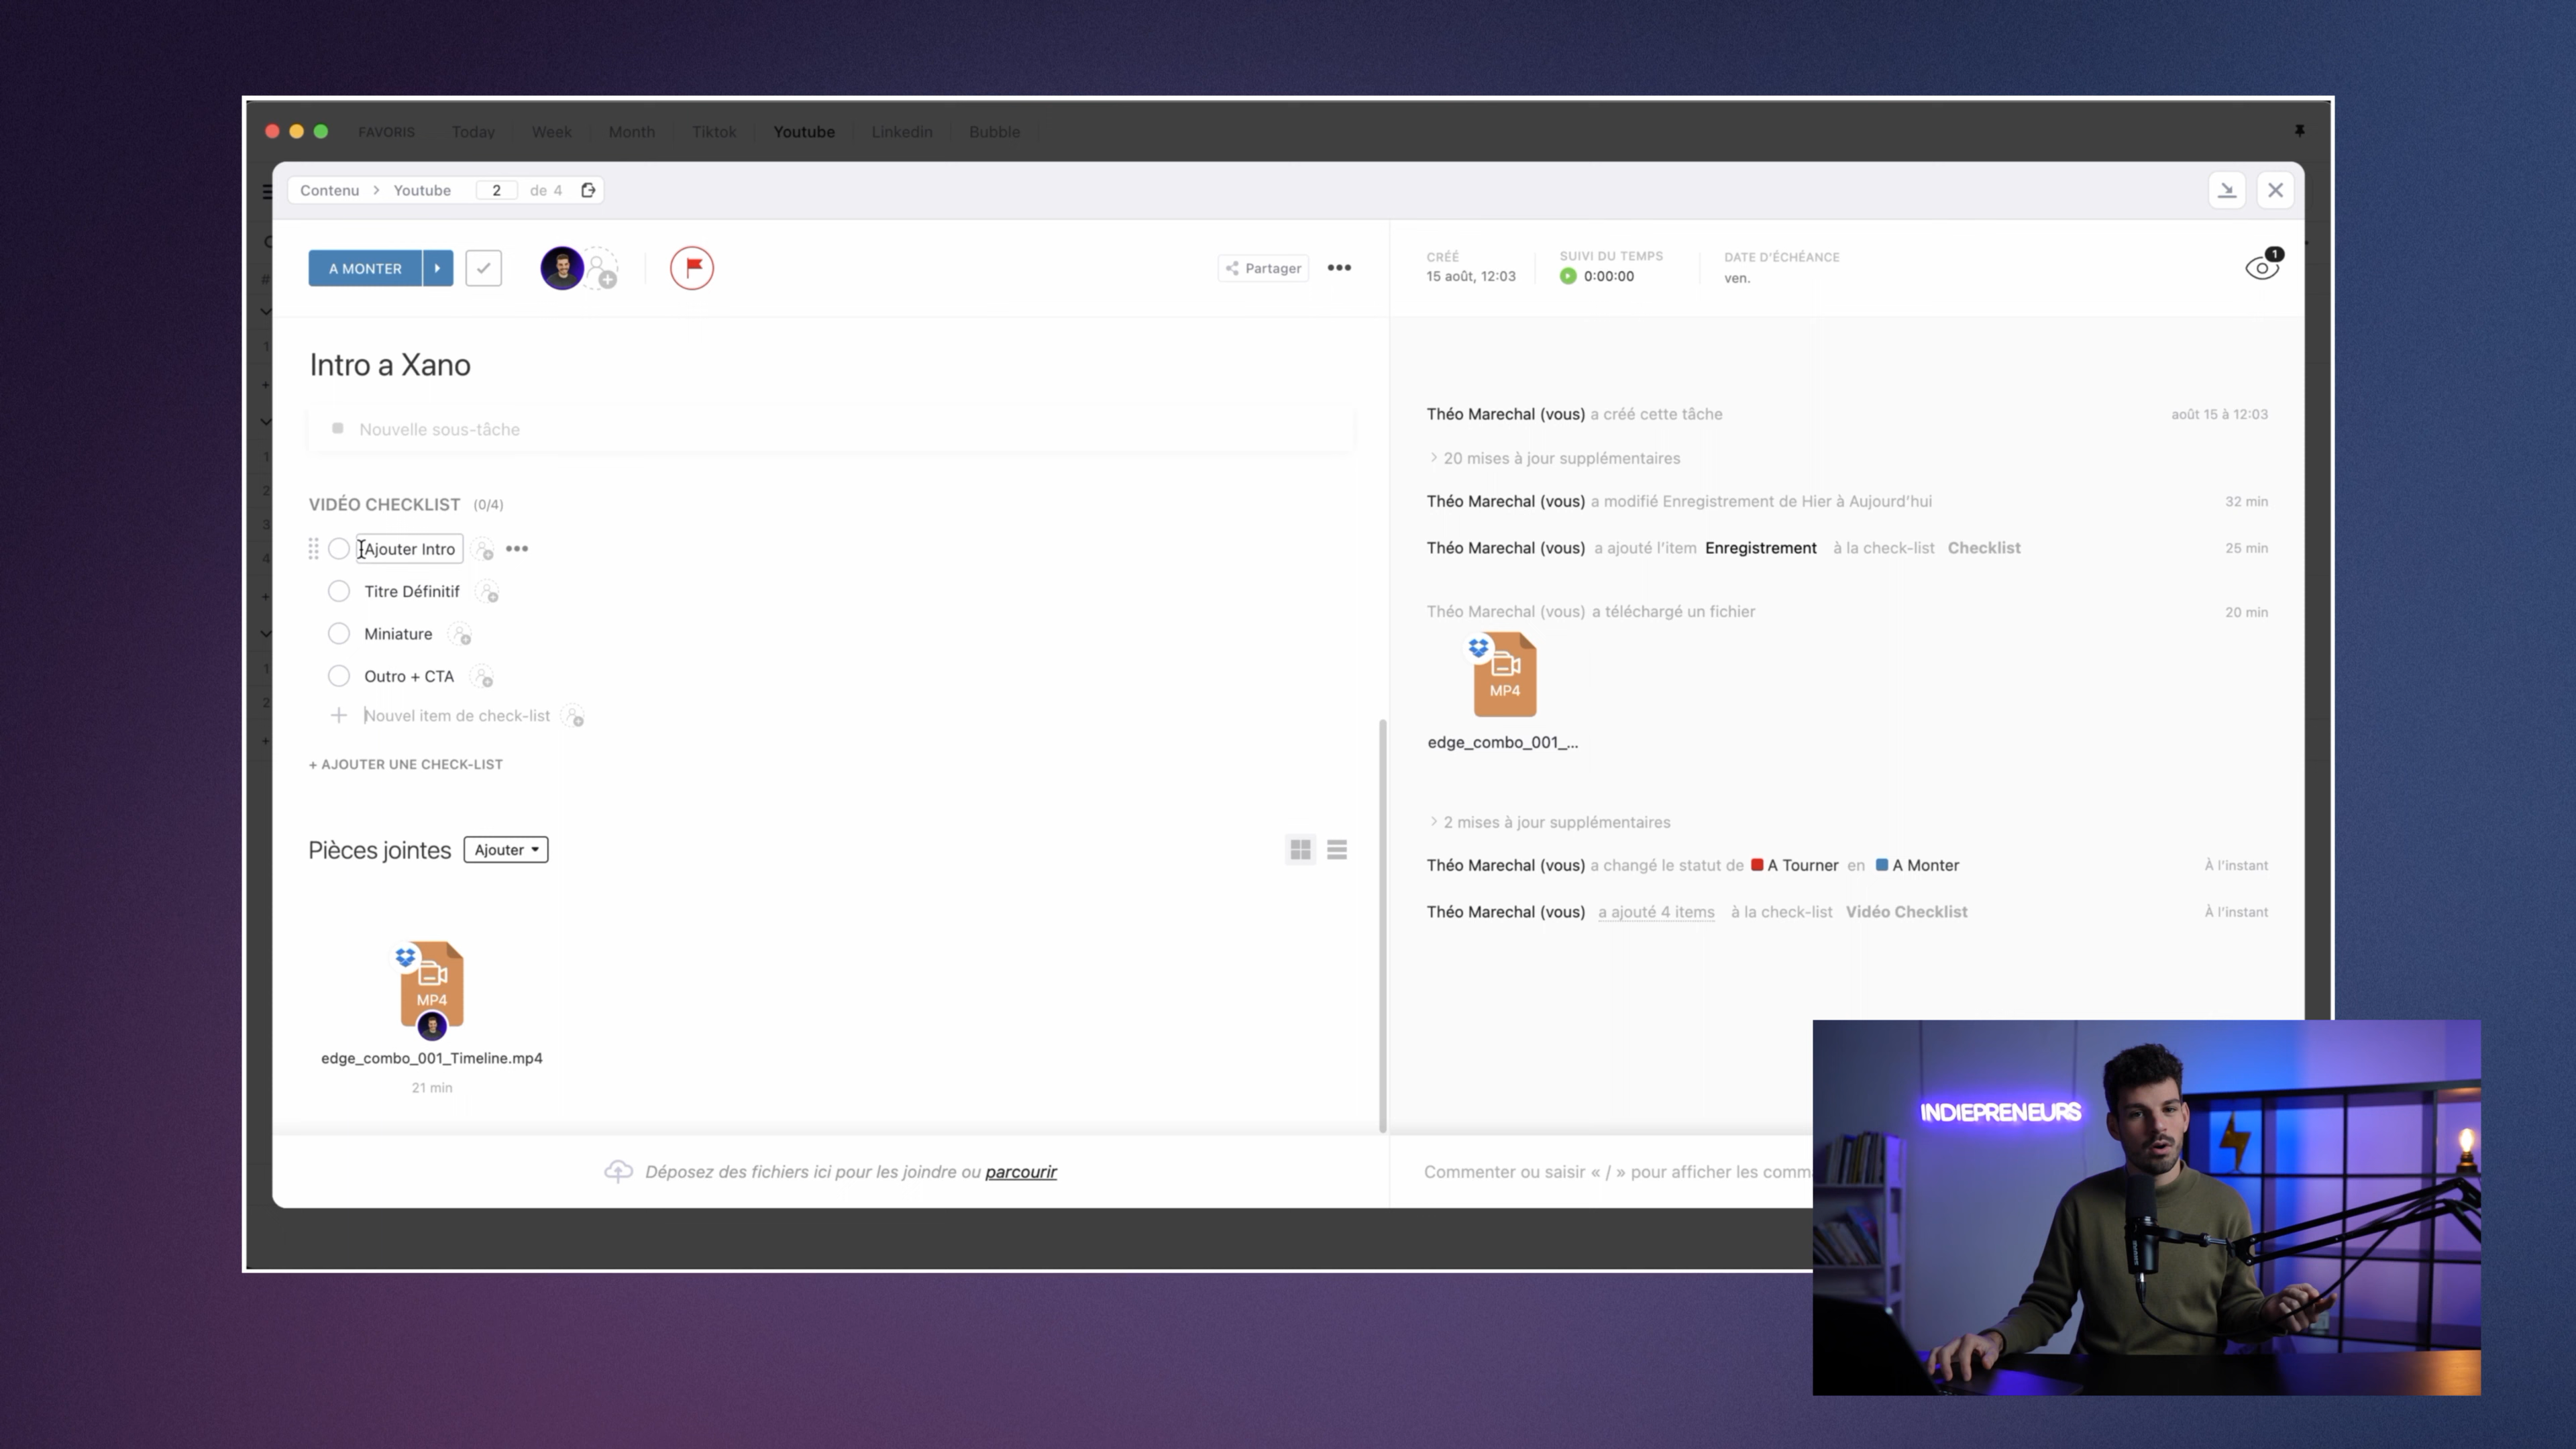 FAVORIS Today Week Month Tiktok Youtube Linkedin Bubble
Contenu > Youtube 2 de 4
A MONTER
Partager
CRÉÉ
15 août, 12:03
SUIVI DU TEMPS
0:00:00
DATE D'ÉCHÉANCE
ven.
1
Intro a Xano
Nouvelle sous-tâche
VIDÉO CHECKLIST (0/4)
Ajouter Intro
Titre Définitif
Miniature
Outro + CTA
Nouvel item de check-list
+ AJOUTER UNE CHECK-LIST
Pièces jointes Ajouter
MP4
edge_combo_001_Timeline.mp4
21 min
Déposez des fichiers ici pour les joindre ou parcourir
Théo Marechal (vous) a créé cette tâche août 15 à 12:03
> 20 mises à jour supplémentaires
Théo Marechal (vous) a modifié Enregistrement de Hier à Aujourd'hui 32 min
Théo Marechal (vous) a ajouté l'item Enregistrement à la check-list Checklist 25 min
Théo Marechal (vous) a téléchargé un fichier 20 min
MP4
edge_combo_001_...
> 2 mises à jour supplémentaires
Théo Marechal (vous) a changé le statut de A Tourner en A Monter À l'instant
Théo Marechal (vous) a ajouté 4 items à la check-list Vidéo Checklist À l'instant
Commenter ou saisir « / » pour afficher les comm
INDIEPRENEURS